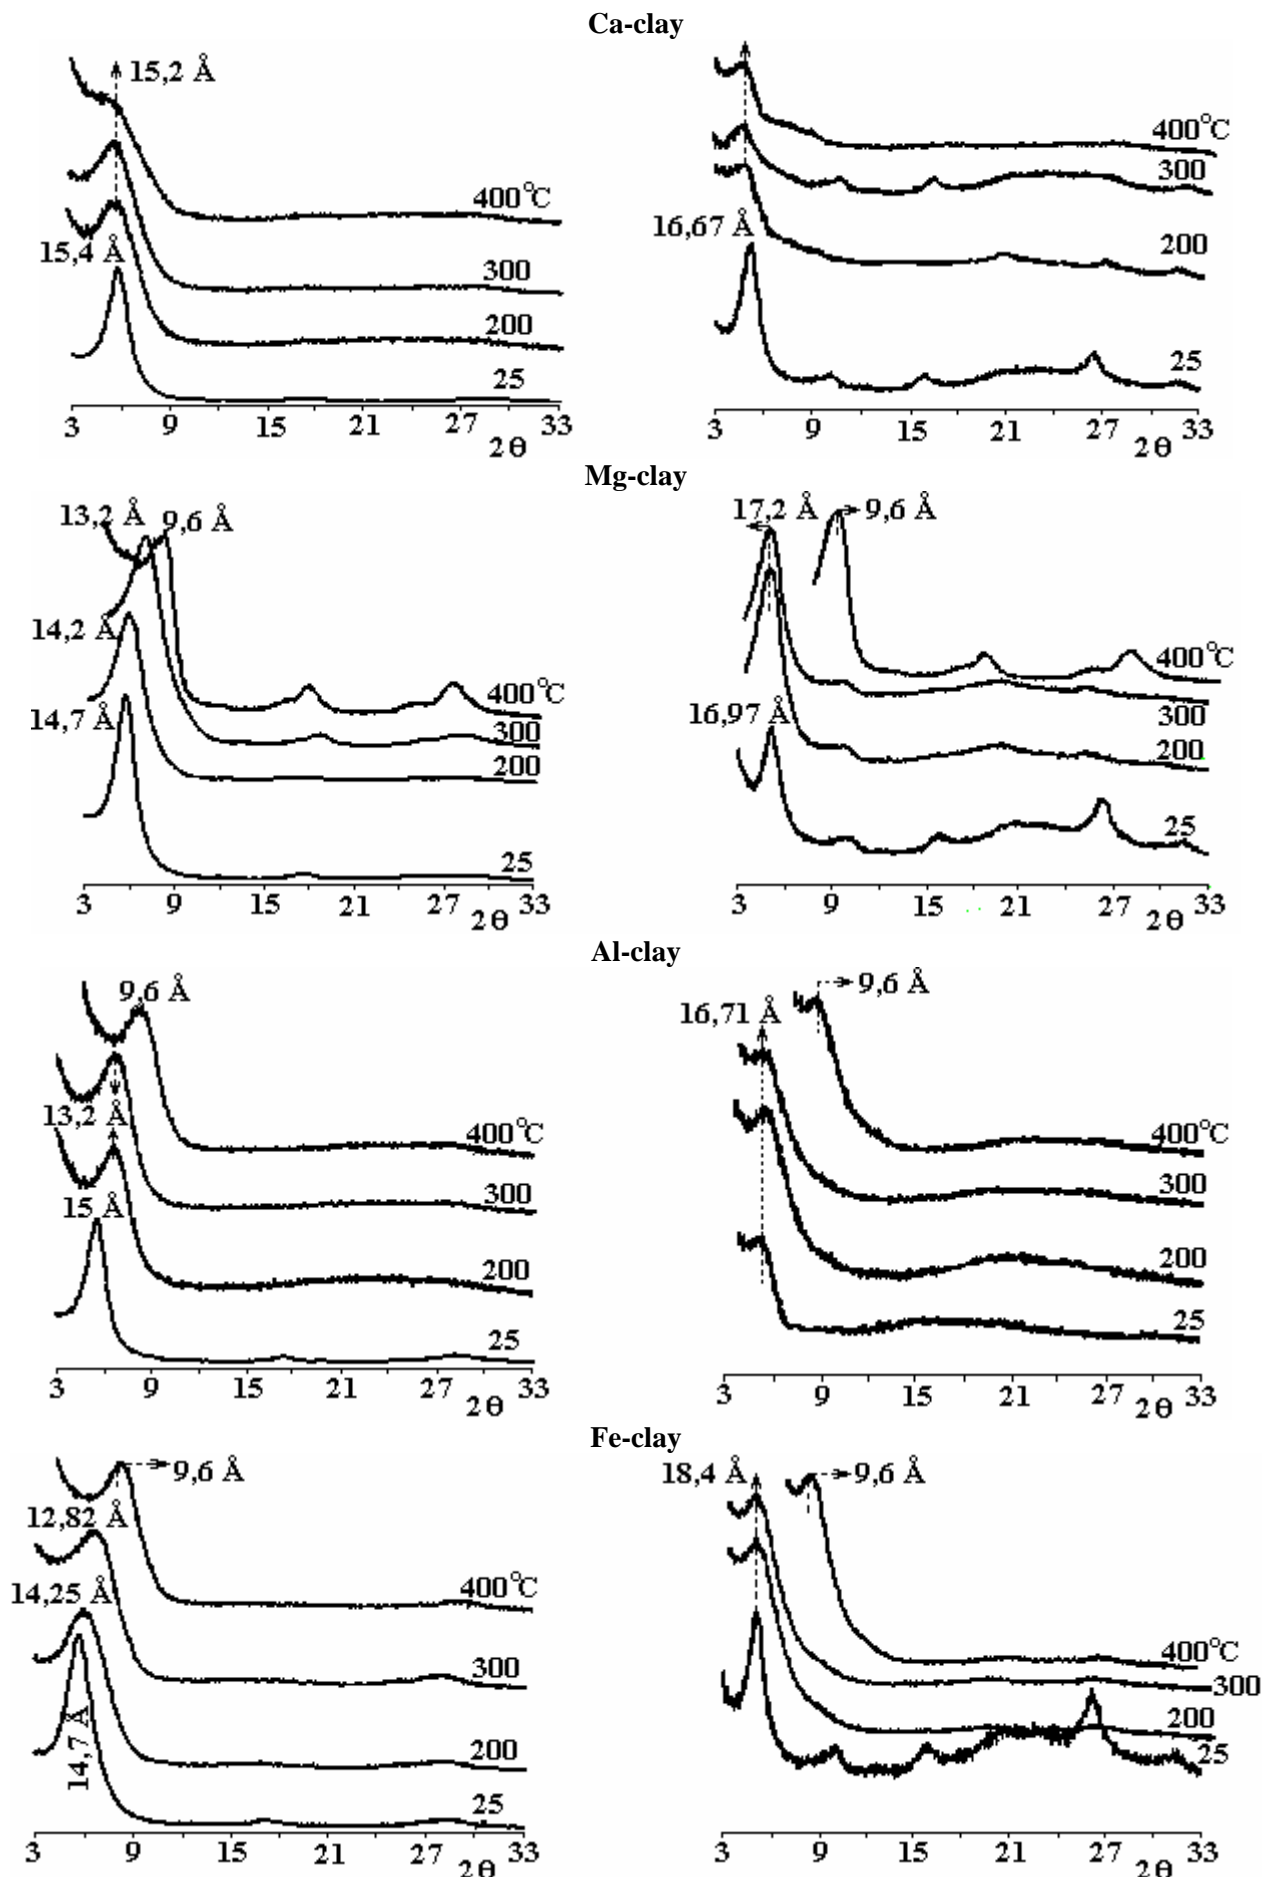 Ca-clay
15,2 Å
400°C
300
15,4 Å
200
25
3 9 15 21 27 33
2θ
400°C
300
16,67 Å
200
25
3 9 15 21 27 33
2θ
Mg-clay
13,2 Å 9,6 Å
14,2 Å
400°C
14,7 Å
300
200
25
3 9 15 21 27 33
2θ
17,2 Å 9,6 Å
400°C
16,97 Å
300
200
25
3 9 15 21 27 33
2θ
Al-clay
9,6 Å
13,2 Å
400°C
300
15 Å
200
25
3 9 15 21 27 33
2θ
9,6 Å
16,71 Å
400°C
300
200
25
3 9 15 21 27 33
2θ
Fe-clay
9,6 Å
12,82 Å
14,25 Å
400°C
300
14,7 Å
200
25
3 9 15 21 27 33
2θ
18,4 Å 9,6 Å
400°C
300
200
25
3 9 15 21 27 33
2θ